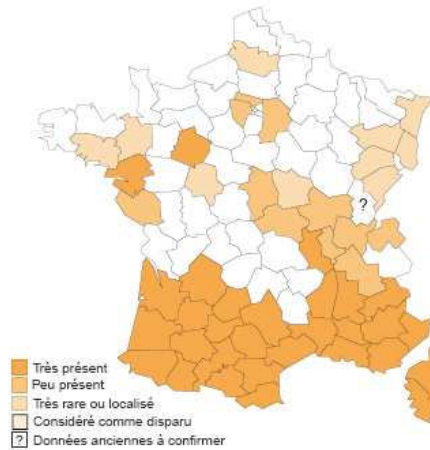 ?
Très présent
Peu présent
Très rare ou localisé
Considéré comme disparu
? Données anciennes à confirmer